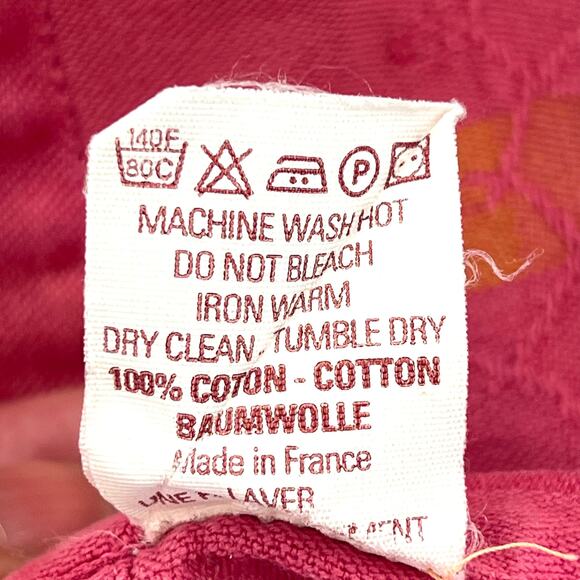 140F
80C
P
MACHINE WASH HOT
DO NOT BLEACH
IRON WARM
DRY CLEAN, TUMBLE DRY
100% COTON - COTTON
BAUMWOLLE
Made in France
LAVER